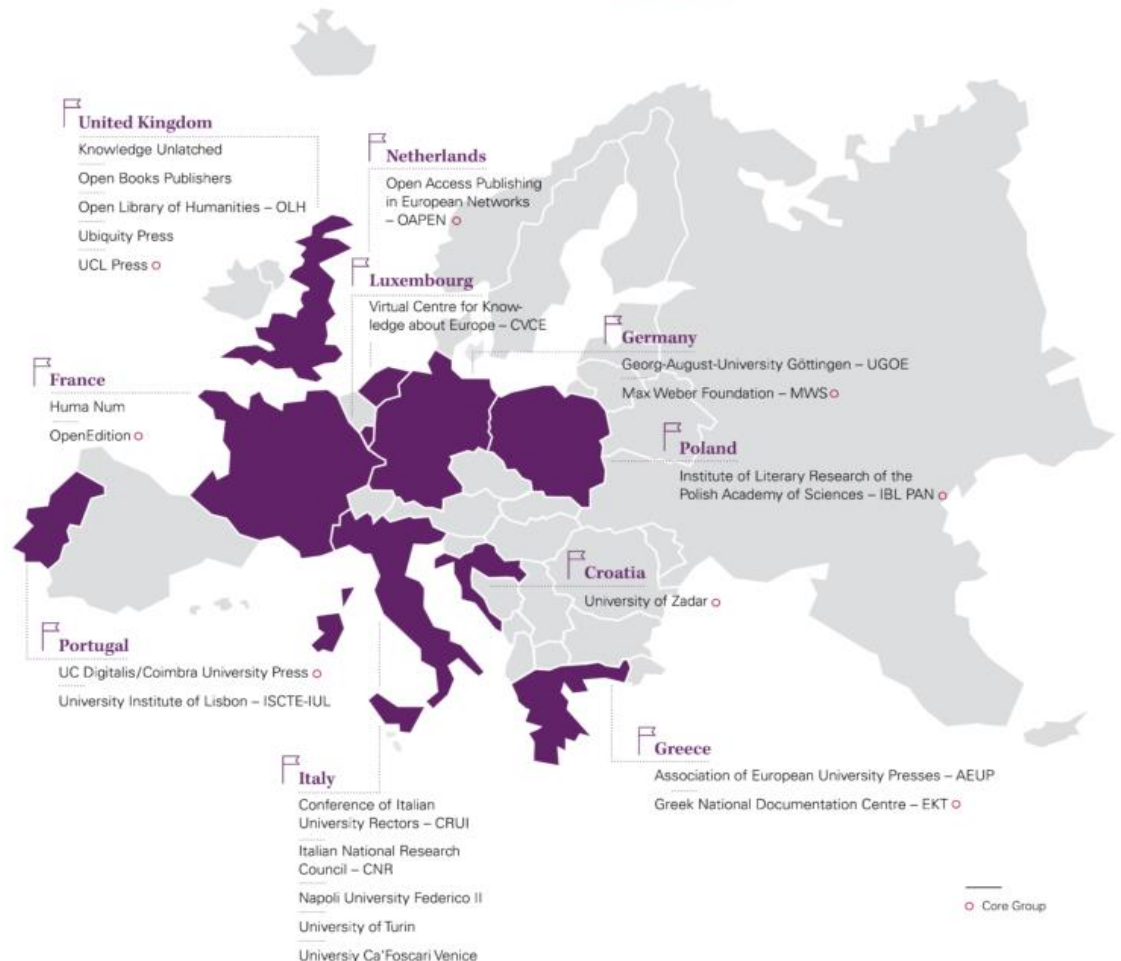 United Kingdom
Knowledge Unlatched
Open Books Publishers
Open Library of Humanities – OLH
Ubiquity Press
UCL Press
Netherlands
Open Access Publishing
in European Networks
– OAPEN
Luxembourg
Virtual Centre for Know-
ledge about Europe – CVCE
Germany
Georg-August-University Göttingen – UGOE
Max Weber Foundation – MWS
France
Huma Num
OpenEdition
Poland
Institute of Literary Research of the
Polish Academy of Sciences – IBL PAN
Croatia
University of Zadar
Portugal
UC Digitalis/Coimbra University Press
University Institute of Lisbon – ISCTE-IUL
Greece
Association of European University Presses – AEUP
Greek National Documentation Centre – EKT
Italy
Conference of Italian
University Rectors – CRUI
Italian National Research
Council – CNR
Napoli University Federico II
University of Turin
Universiy Ca'Foscari Venice
Core Group